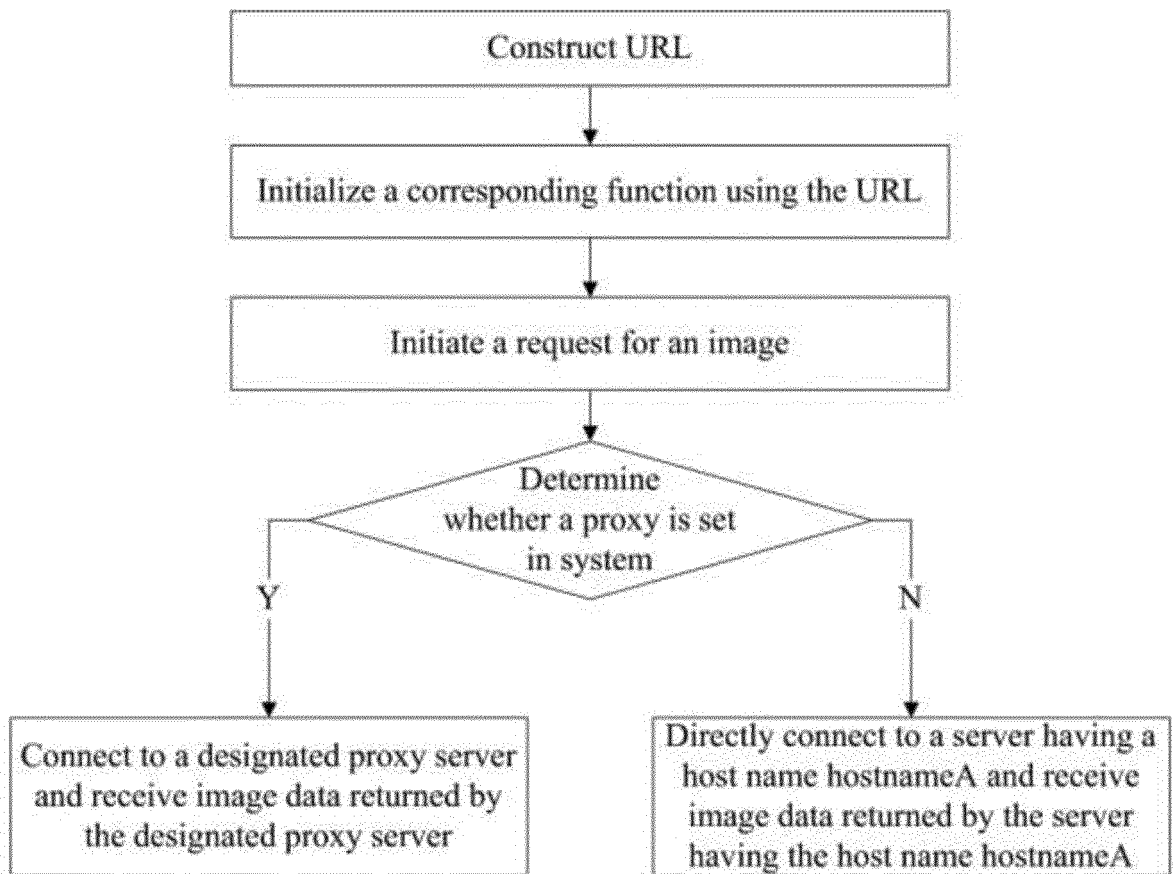 Construct URL
Initialize a corresponding function using the URL
Initiate a request for an image
Determine
whether a proxy is set
in system
Y
N
Connect to a designated proxy server
and receive image data returned by
the designated proxy server
Directly connect to a server having a
host name hostnameA and receive
image data returned by the server
having the host name hostnameA